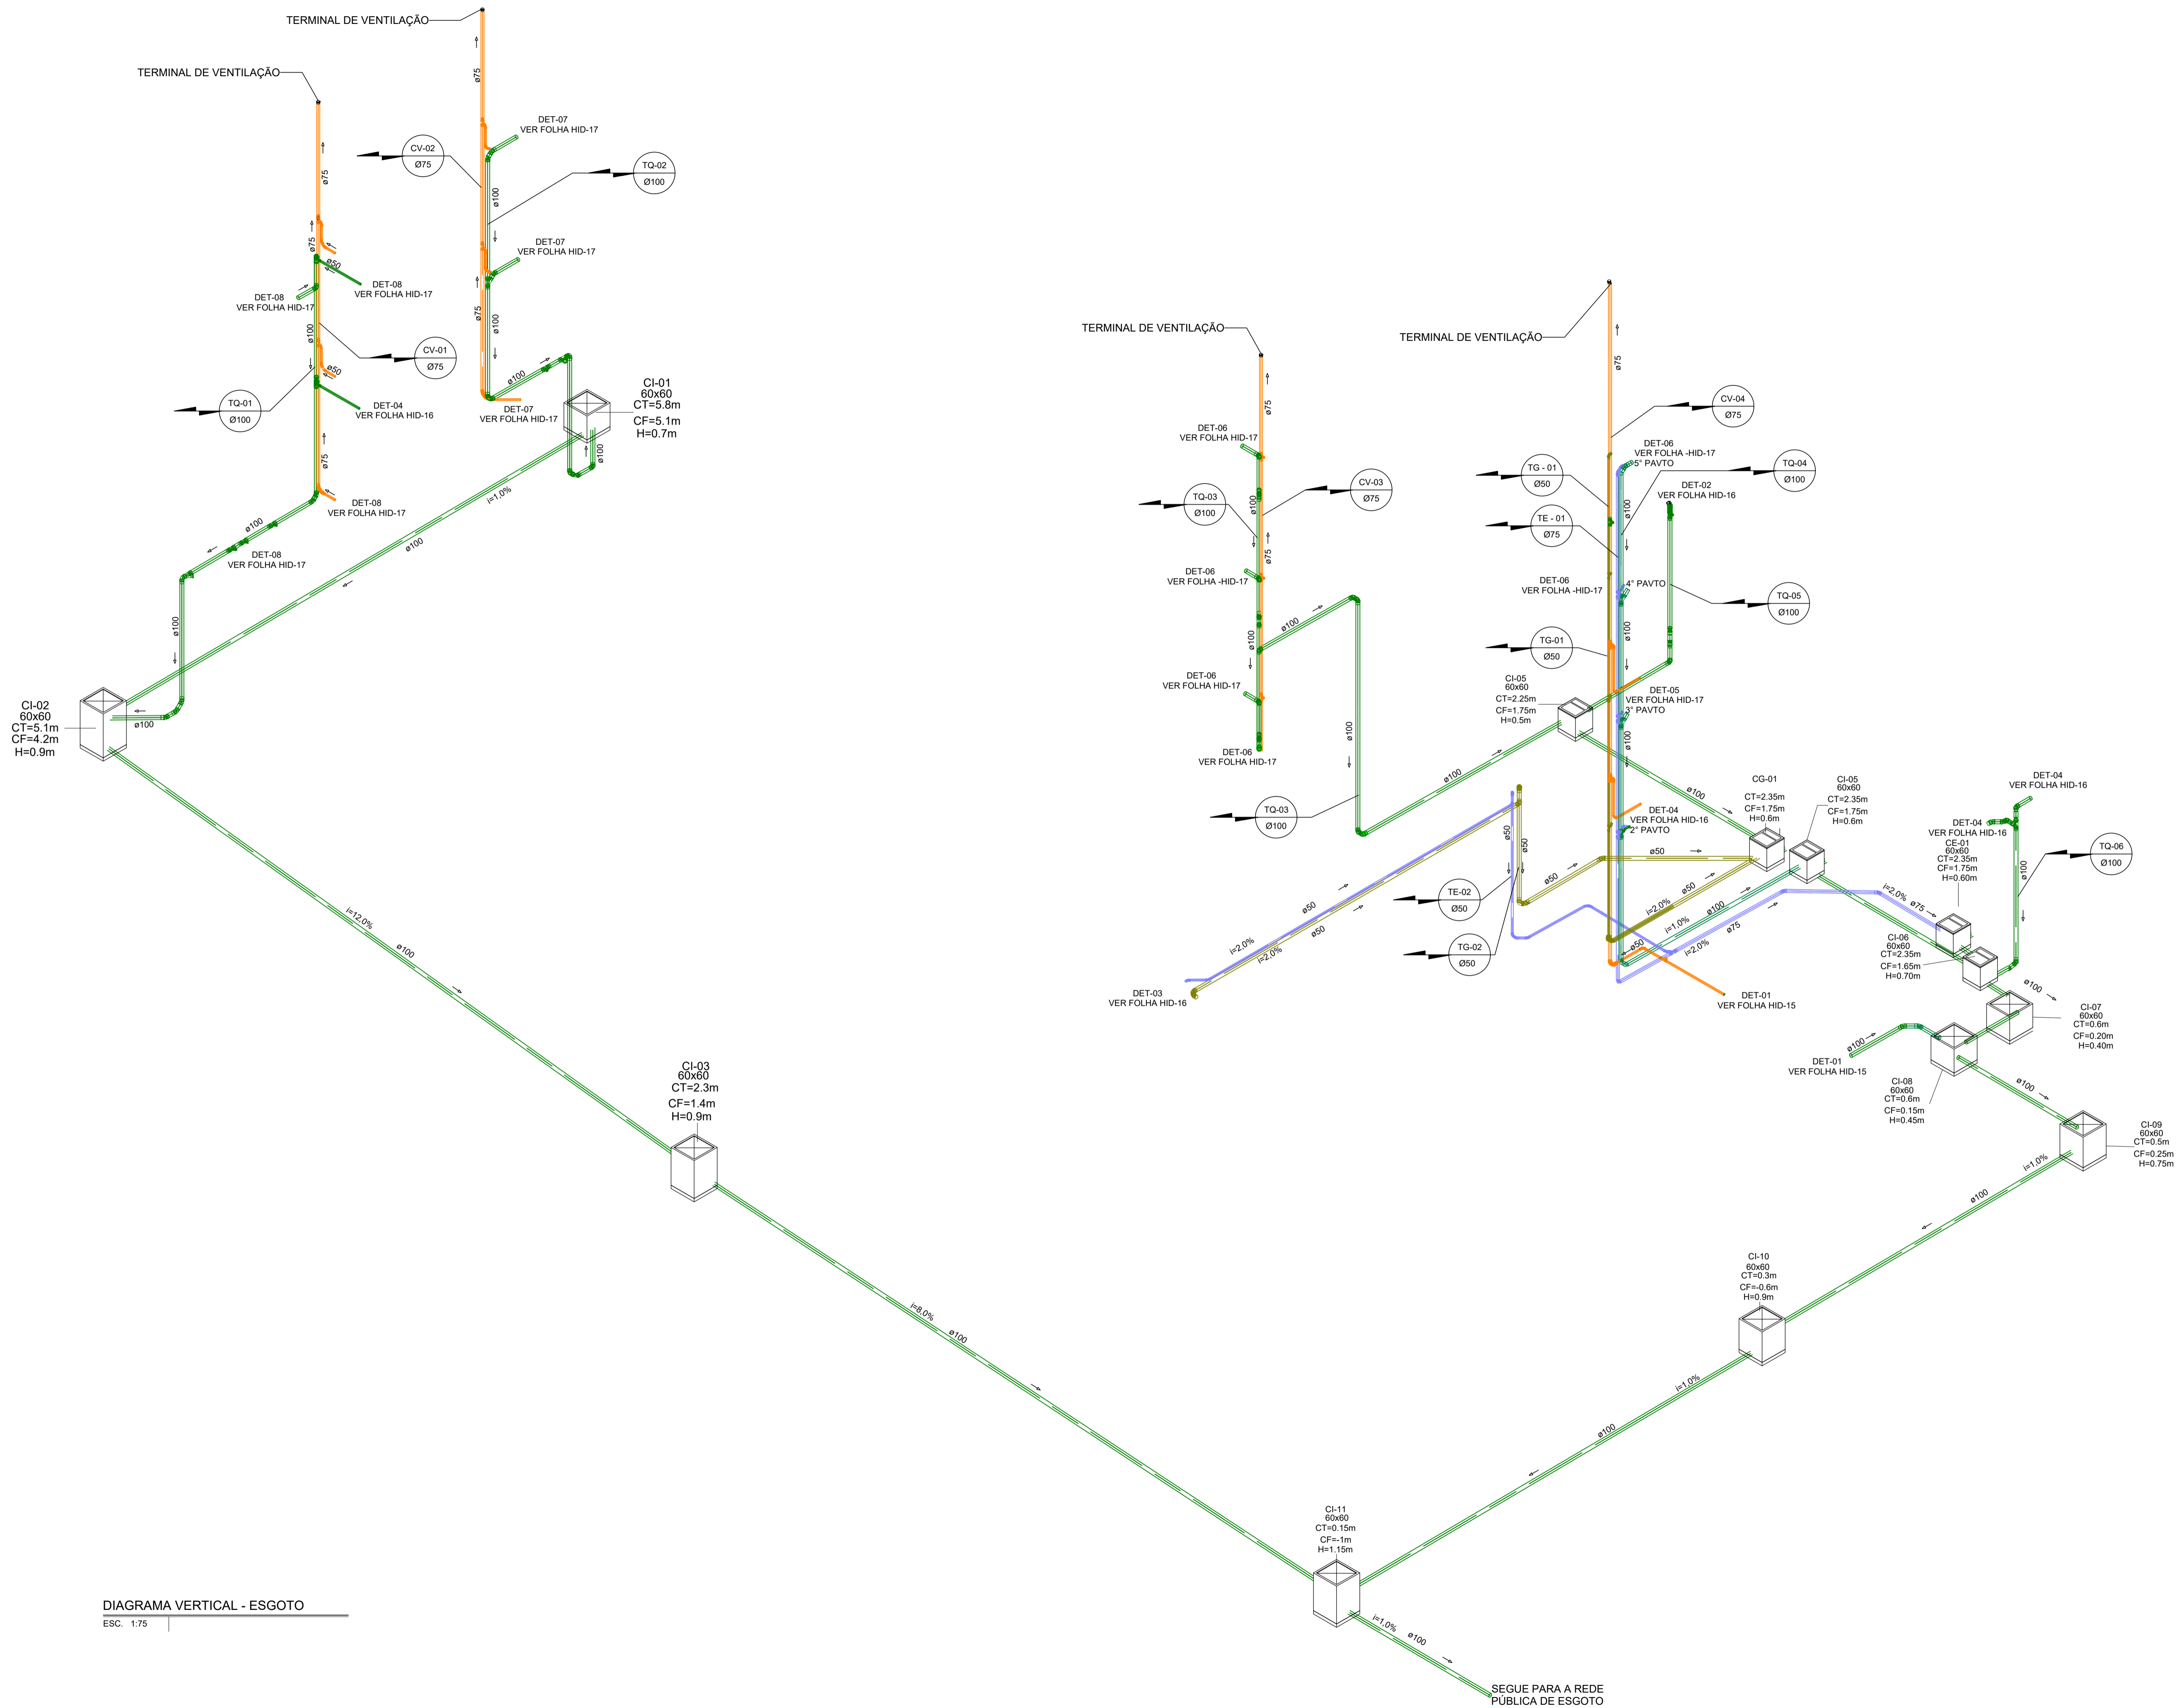 TERMINAL DE VENTILAÇÃO
TERMINAL DE VENTILAÇÃO
ø75
ø75
DET-07
VER FOLHA HID-17
CV-02
Ø75
TQ-02
Ø100
ø100
DET-07
VER FOLHA HID-17
ø75
ø50
DET-08
VER FOLHA HID-17
DET-08
VER FOLHA HID-17
ø100
ø75
ø100
CV-01
Ø75
ø50
TQ-01
Ø100
DET-04
VER FOLHA HID-16
ø100
DET-07
VER FOLHA HID-17
CI-01
60x60
CT=5.8m
CF=5.1m
H=0.7m
ø100
ø75
i=1,0%
DET-08
VER FOLHA HID-17
ø100
ø100
DET-08
VER FOLHA HID-17
ø100
CI-02
60x60
CT=5.1m
CF=4.2m
H=0.9m
ø100
i=12,0%
ø100
CI-03
60x60
CT=2.3m
CF=1.4m
H=0.9m
i=8,0%
ø100
TERMINAL DE VENTILAÇÃO
TERMINAL DE VENTILAÇÃO
ø75
ø75
CV-04
Ø75
DET-06
VER FOLHA HID-17
DET-06
VER FOLHA -HID-17
5° PAVTO
TG - 01
Ø50
TQ-04
Ø100
CV-03
Ø75
TQ-03
Ø100
ø100
ø100
DET-02
VER FOLHA HID-16
TE - 01
Ø75
ø75
DET-06
VER FOLHA -HID-17
DET-06
VER FOLHA -HID-17
4° PAVTO
TQ-05
Ø100
ø100
ø100
ø100
TG-01
Ø50
DET-06
VER FOLHA HID-17
CI-05
60x60
CT=2.25m
CF=1.75m
H=0.5m
DET-05
VER FOLHA HID-17
3° PAVTO
ø100
ø100
DET-06
VER FOLHA HID-17
ø100
ø100
CG-01
CT=2.35m
CF=1.75m
H=0.6m
CI-05
60x60
CT=2.35m
CF=1.75m
H=0.6m
DET-04
VER FOLHA HID-16
TQ-03
Ø100
DET-04
VER FOLHA HID-16
2° PAVTO
ø50
ø50
ø50
DET-04
VER FOLHA HID-16
CE-01
60x60
CT=2.35m
CF=1.75m
H=0.60m
TQ-06
Ø100
ø100
TE-02
Ø50
ø50
ø50
i=2,0%
ø50
ø100
i=1,0%
i=2,0%
ø75
ø75
i=2,0%
ø50
TG-02
Ø50
i=2,0%
i=2,0%
ø50
CI-06
60x60
CT=2.35m
CF=1.65m
H=0.70m
DET-03
VER FOLHA HID-16
DET-01
VER FOLHA HID-15
ø100
CI-07
60x60
CT=0.6m
CF=0.20m
H=0.40m
ø100
DET-01
VER FOLHA HID-15
CI-08
60x60
CT=0.6m
CF=0.15m
H=0.45m
ø100
CI-09
60x60
CT=0.5m
CF=0.25m
H=0.75m
i=1,0%
ø100
CI-10
60x60
CT=0.3m
CF=-0.6m
H=0.9m
i=1,0%
ø100
CI-11
60x60
CT=0.15m
CF=-1m
H=1.15m
i=1,0%
ø100
SEGUE PARA A REDE
PÚBLICA DE ESGOTO
DIAGRAMA VERTICAL - ESGOTO
ESC. 1:75